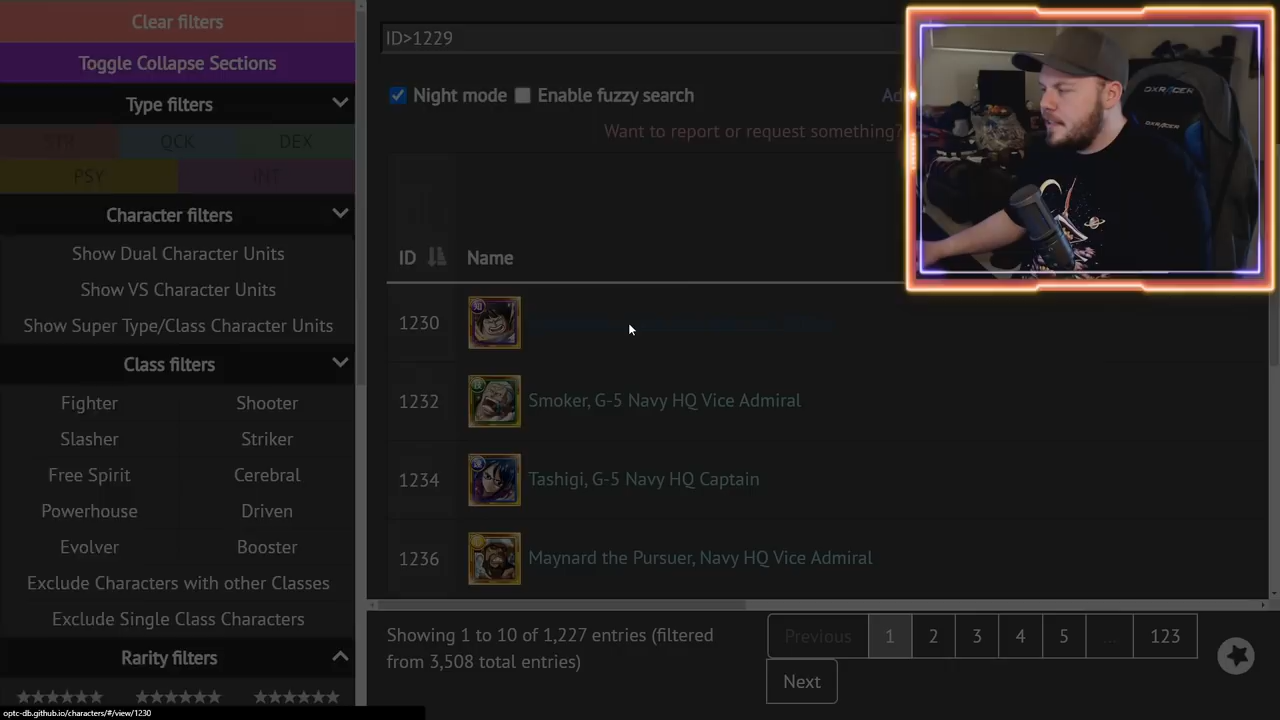 Clear filters
Toggle Collapse Sections
Type filters
STR QCK DEX
PSY INT
Character filters
Show Dual Character Units
Show VS Character Units
Show Super Type/Class Character Units
Class filters
Fighter Shooter
Slasher Striker
Free Spirit Cerebral
Powerhouse Driven
Evolver Booster
Exclude Characters with other Classes
Exclude Single Class Characters
Rarity filters
optc-db.github.io/characters/#/view/1230
ID>1229
Night mode Enable fuzzy search
Want to report or request something?
ID Name
1230
1232 Smoker, G-5 Navy HQ Vice Admiral
1234 Tashigi, G-5 Navy HQ Captain
1236 Maynard the Pursuer, Navy HQ Vice Admiral
Showing 1 to 10 of 1,227 entries (filtered
from 3,508 total entries)
Previous 1 2 3 4 5 ... 123
Next
DXRACER
DXRACER